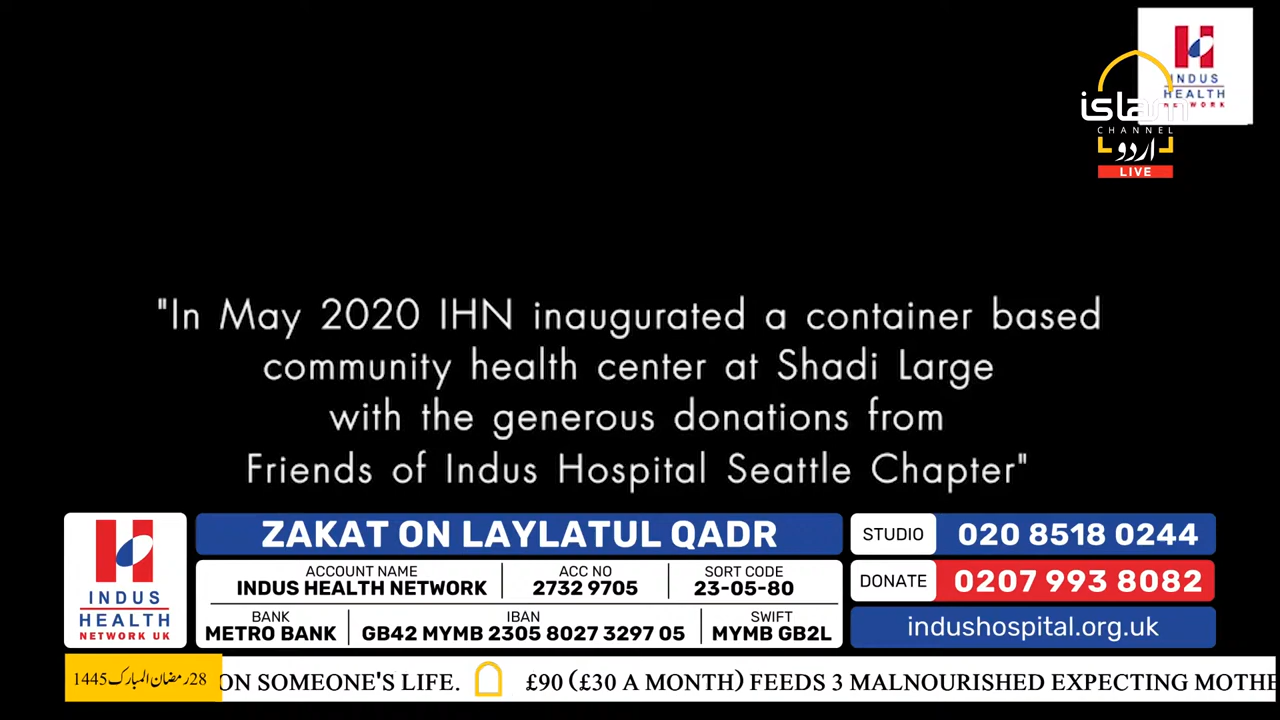 INDUS
HEALTH
NETWORK
islam
CHANNEL
اردو
LIVE
"In May 2020 IHN inaugurated a container based
community health center at Shadi Large
with the generous donations from
Friends of Indus Hospital Seattle Chapter"
INDUS
HEALTH
NETWORK UK
ZAKAT ON LAYLATUL QADR
ACCOUNT NAME
INDUS HEALTH NETWORK
ACC NO
2732 9705
SORT CODE
23-05-80
BANK
METRO BANK
IBAN
GB42 MYMB 2305 8027 3297 05
SWIFT
MYMB GB2L
STUDIO
020 8518 0244
DONATE
0207 993 8082
indushospital.org.uk
28رمضان المبارک 1445
ON SOMEONE'S LIFE. £90 (£30 A MONTH) FEEDS 3 MALNOURISHED EXPECTING MOTHE